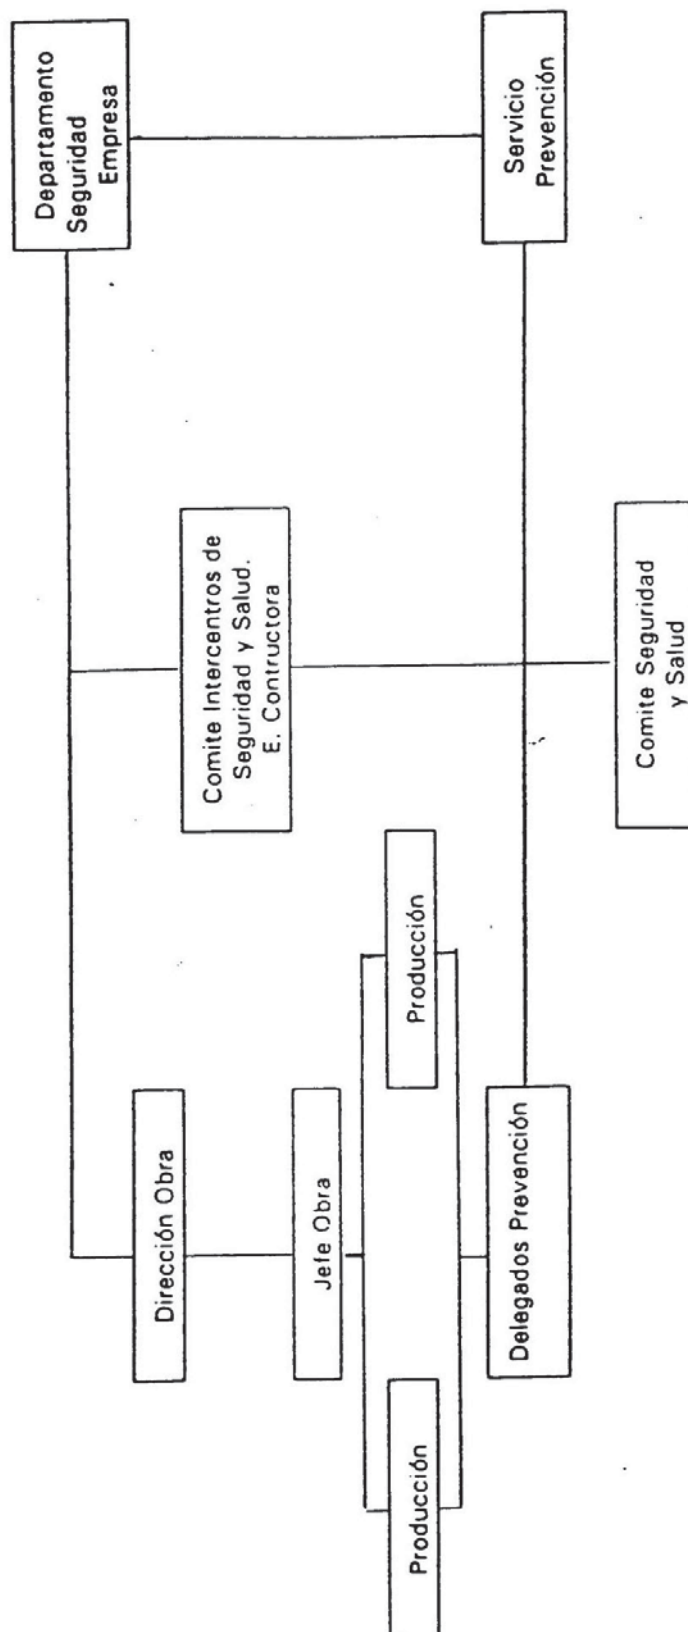 Departamento
Seguridad
Empresa
Dirección Obra
Comite Intercentros de
Seguridad y Salud.
E. Contructora
Jefe Obra
Producción
Producción
Delegados Prevención
Servicio
Prevención
Comite Seguridad
y Salud